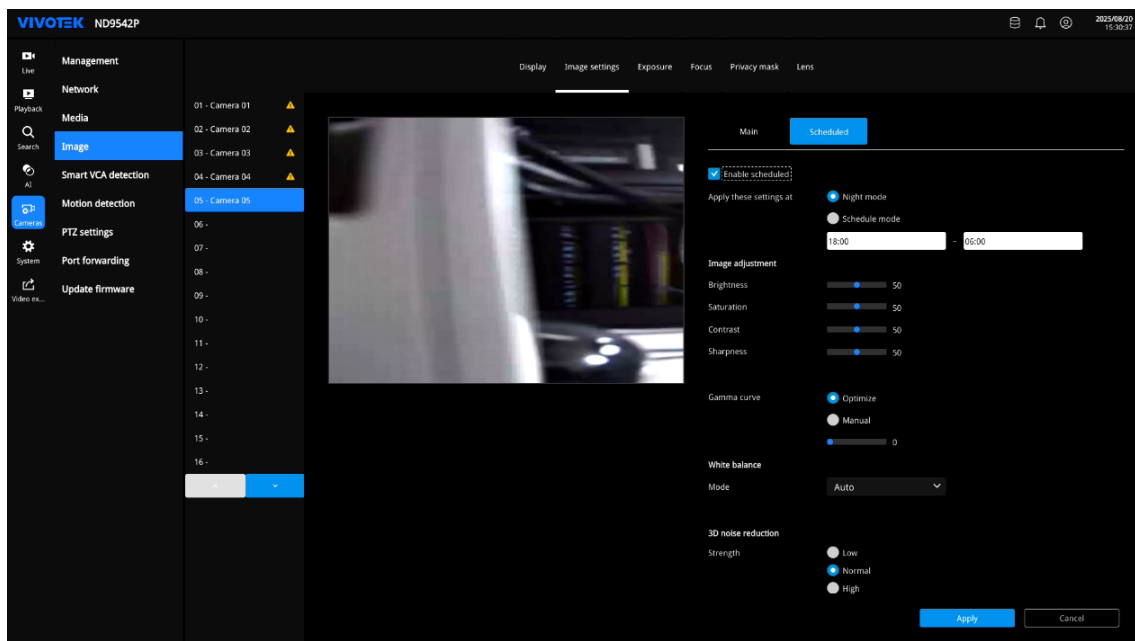 VIVOTEK ND9542P
2025/08/20
15:30:37
Live
Playback
Search
AI
Cameras
System
Video ex...
Management
Network
Media
Image
Smart VCA detection
Motion detection
PTZ settings
Port forwarding
Update firmware
Display Image settings Exposure Focus Privacy mask Lens
01 - Camera 01
02 - Camera 02
03 - Camera 03
04 - Camera 04
05 - Camera 05
06 -
07 -
08 -
09 -
10 -
11 -
12 -
13 -
14 -
15 -
16 -
Main Scheduled
Enable scheduled
Apply these settings at Night mode
Schedule mode
18:00 – 06:00
Image adjustment
Brightness 50
Saturation 50
Contrast 50
Sharpness 50
Gamma curve Optimize
Manual
0
White balance
Mode Auto
3D noise reduction
Strength Low
Normal
High
Apply Cancel